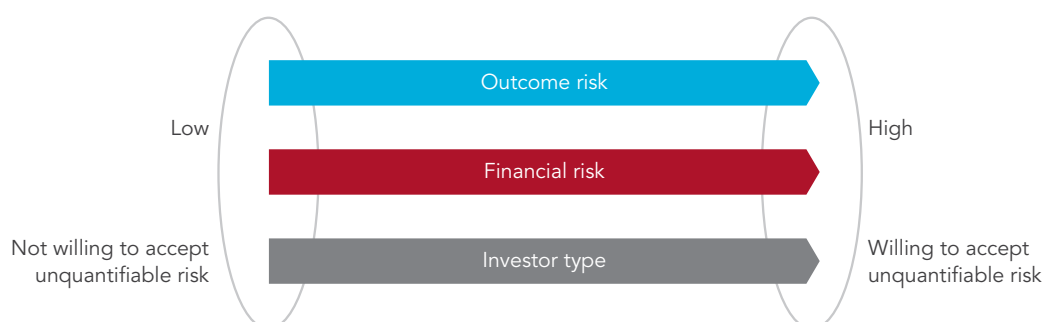 Outcome risk
Low
High
Financial risk
Not willing to accept
unquantifiable risk
Investor type
Willing to accept
unquantifiable risk